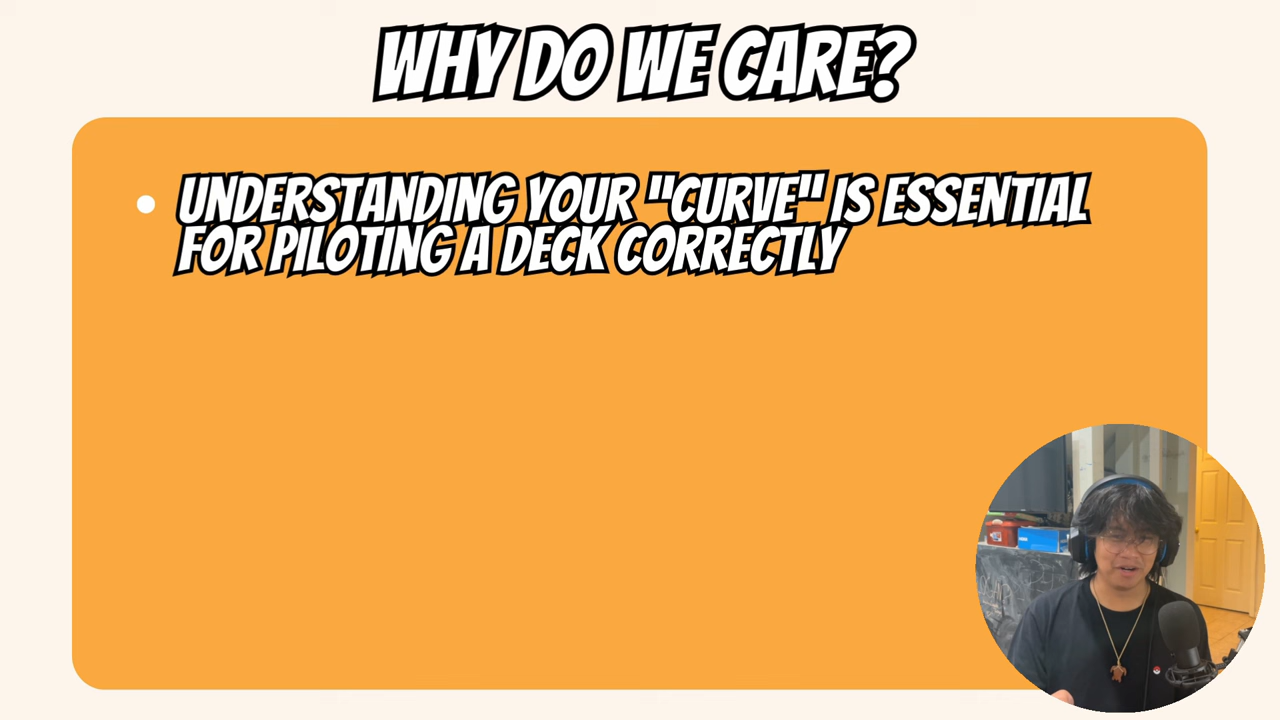 WHY DO WE CARE?
UNDERSTANDING YOUR "CURVE" IS ESSENTIAL
FOR PILOTING A DECK CORRECTLY